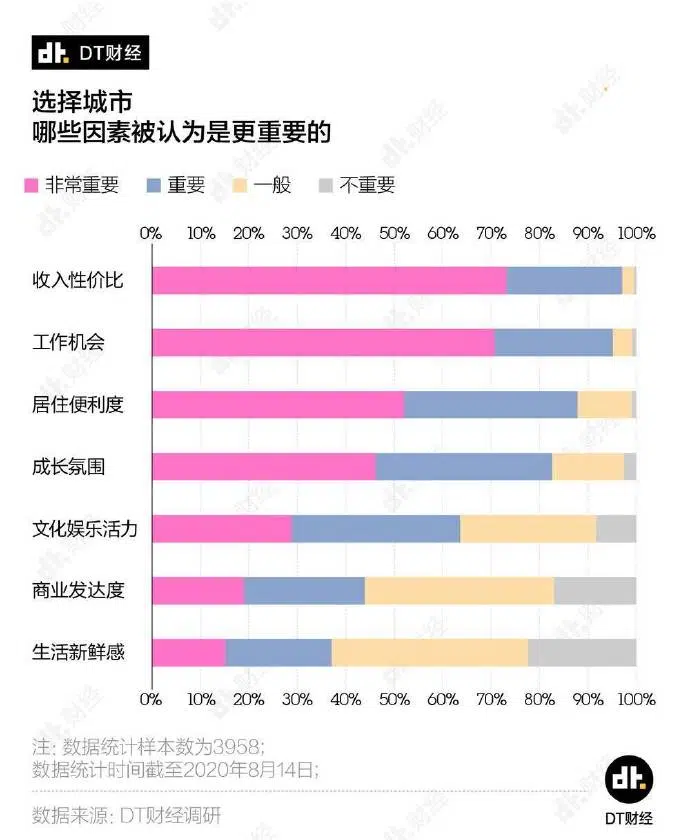 dt. DT财经
选择城市
哪些因素被认为是更重要的
非常重要 重要 一般 不重要
0% 10% 20% 30% 40% 50% 60% 70% 80% 90% 100%
收入性价比
工作机会
居住便利度
成长氛围
文化娱乐活力
商业发达度
生活新鲜感
0% 10% 20% 30% 40% 50% 60% 70% 80% 90% 100%
注: 数据统计样本数为3958;
数据统计时间截至2020年8月14日;
数据来源: DT财经调研
dt.
DT财经